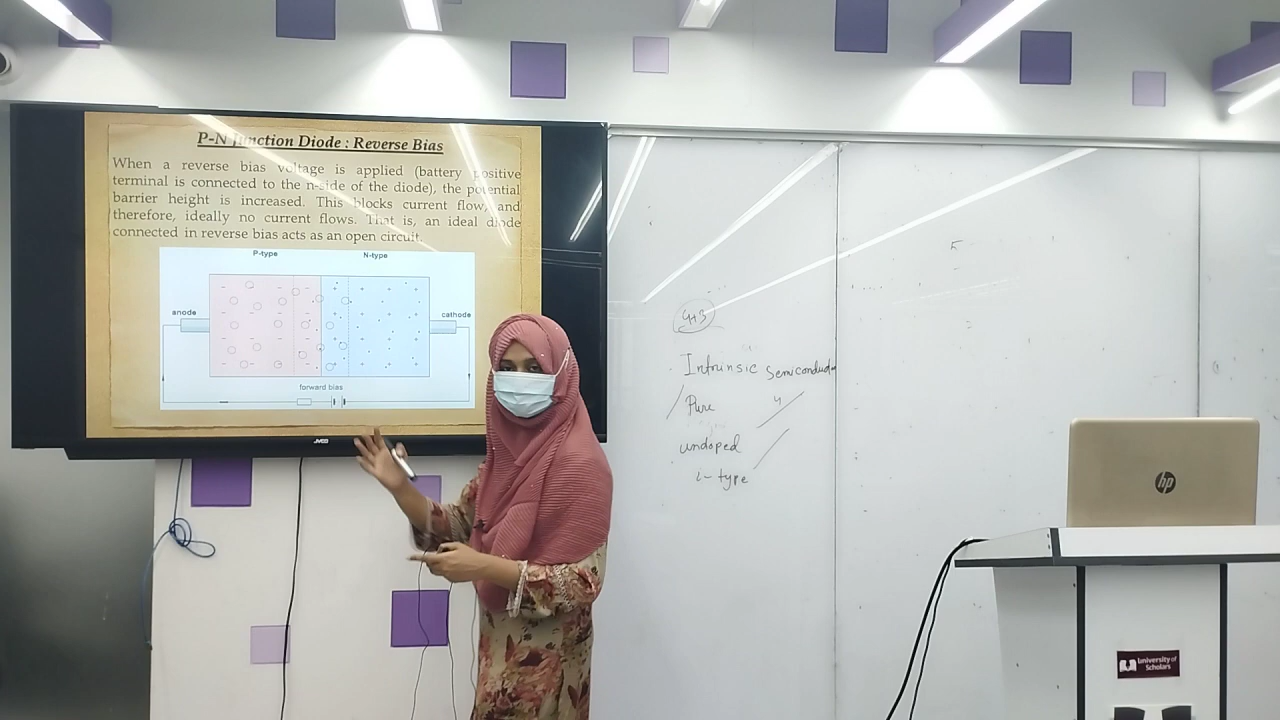 P-N Junction Diode : Reverse Bias
When a reverse bias voltage is applied (battery positive
terminal is connected to the n-side of the diode), the potential
barrier height is increased. This blocks current flow, and
therefore, ideally no current flows. That is, an ideal diode
connected in reverse bias acts as an open circuit.
P-type N-type
anode cathode
forward bias
JVCO
Intrinsic Semiconductor
Pure
undoped
i-type
hp
University of
Scholars